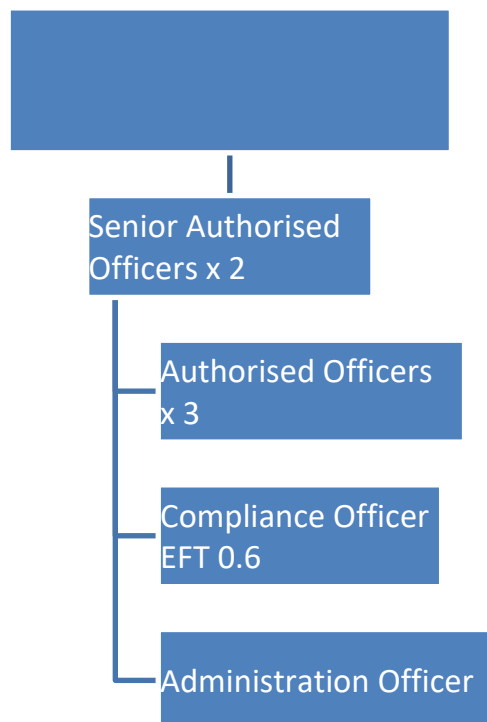 Senior Authorised
Officers x 2
Authorised Officers
x 3
Compliance Officer
EFT 0.6
Administration Officer